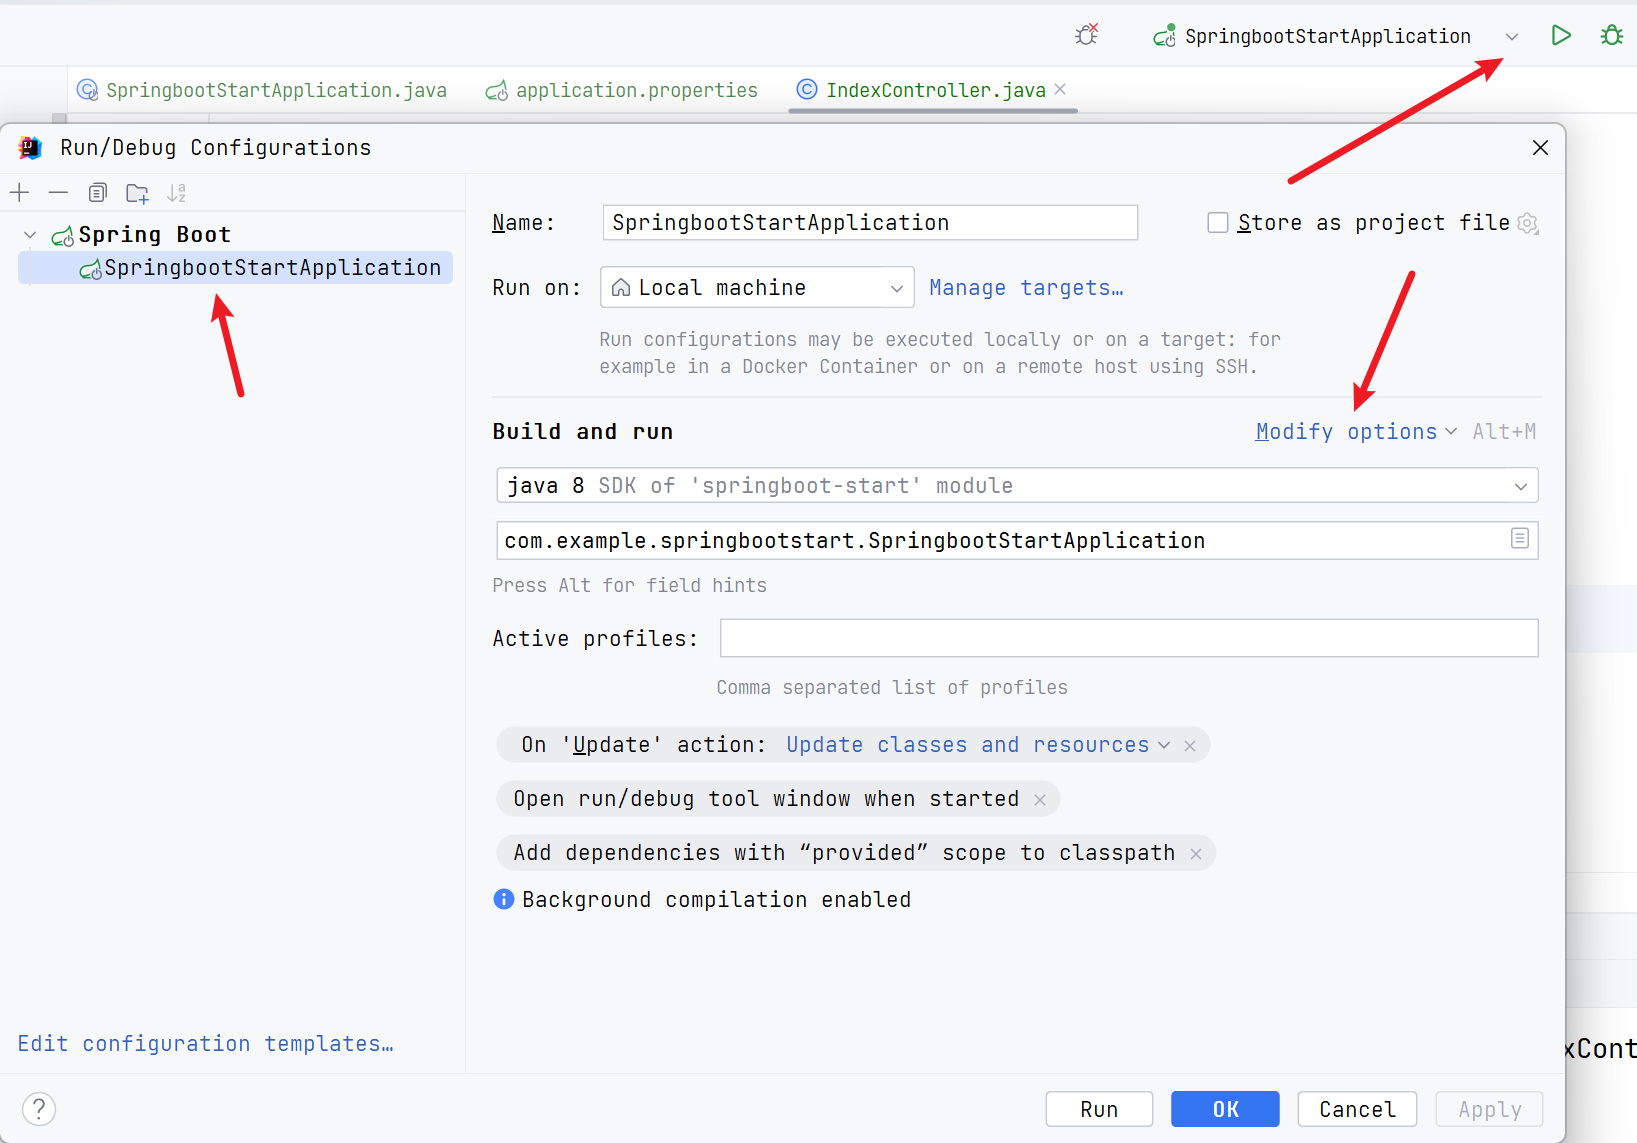 SpringbootStartApplication
SpringbootStartApplication.java
application.properties
IndexController.java
Run/Debug Configurations
Spring Boot
SpringbootStartApplication
Name:
SpringbootStartApplication
Store as project file
Run on:
Local machine
Manage targets…
Run configurations may be executed locally or on a target: for
example in a Docker Container or on a remote host using SSH.
Build and run
Modify options
Alt+M
java 8 SDK of 'springboot-start' module
com.example.springbootstart.SpringbootStartApplication
Press Alt for field hints
Active profiles:
Comma separated list of profiles
On 'Update' action: Update classes and resources
Open run/debug tool window when started
Add dependencies with “provided” scope to classpath
Background compilation enabled
Edit configuration templates…
xCont
?
Run
OK
Cancel
Apply